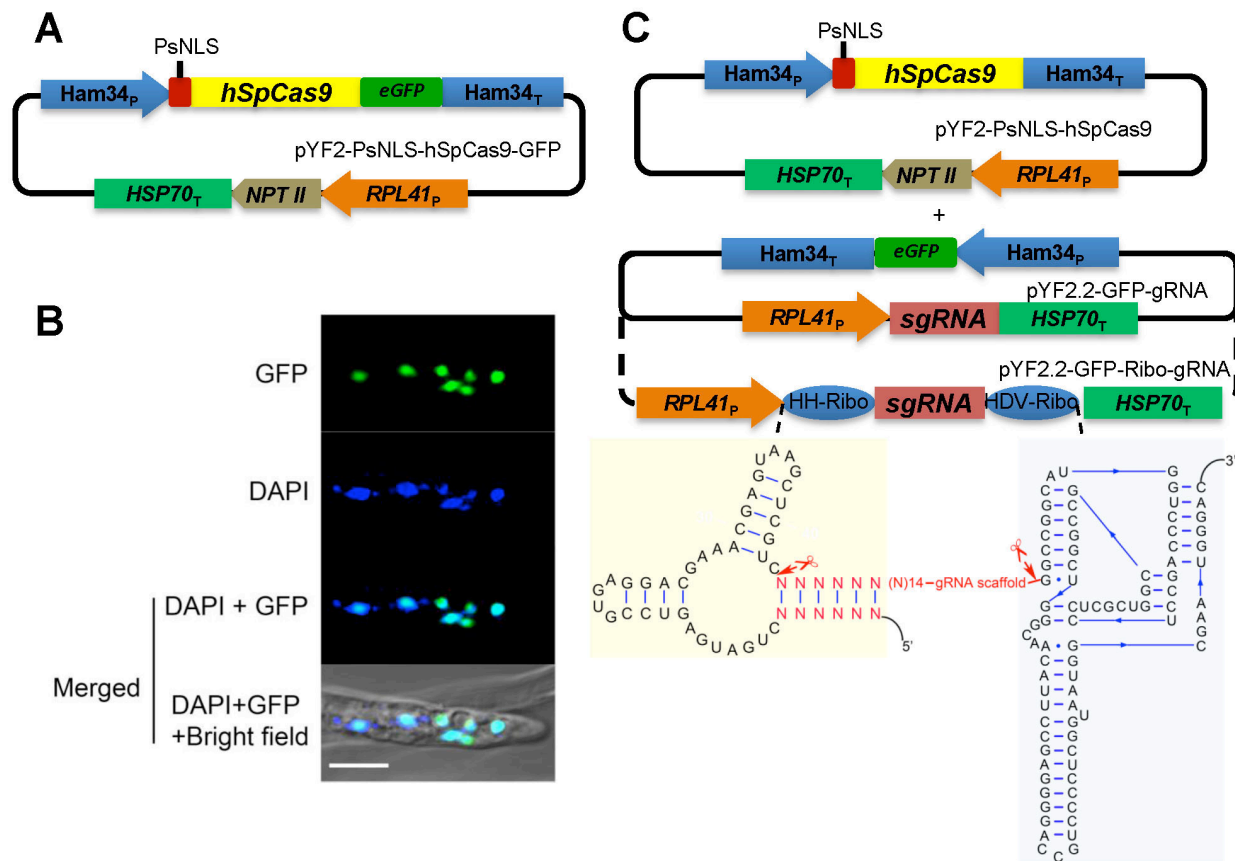 A
PsNLS
Ham34P
hSpCas9
eGFP
Ham34T
pYF2-PsNLS-hSpCas9-GFP
HSP70T
NPT II
RPL41P
B
GFP
DAPI
DAPI + GFP
Merged
DAPI+GFP
+Bright field
C
PsNLS
Ham34P
hSpCas9
Ham34T
pYF2-PsNLS-hSpCas9
HSP70T
NPT II
RPL41P
+
Ham34T
eGFP
Ham34P
pYF2.2-GFP-gRNA
RPL41P
sgRNA
HSP70T
pYF2.2-GFP-Ribo-gRNA
RPL41P
HH-Ribo
sgRNA
HDV-Ribo
HSP70T
N N N N N N
(N)14–gRNA scaffold
N N N N N N
5'
3'